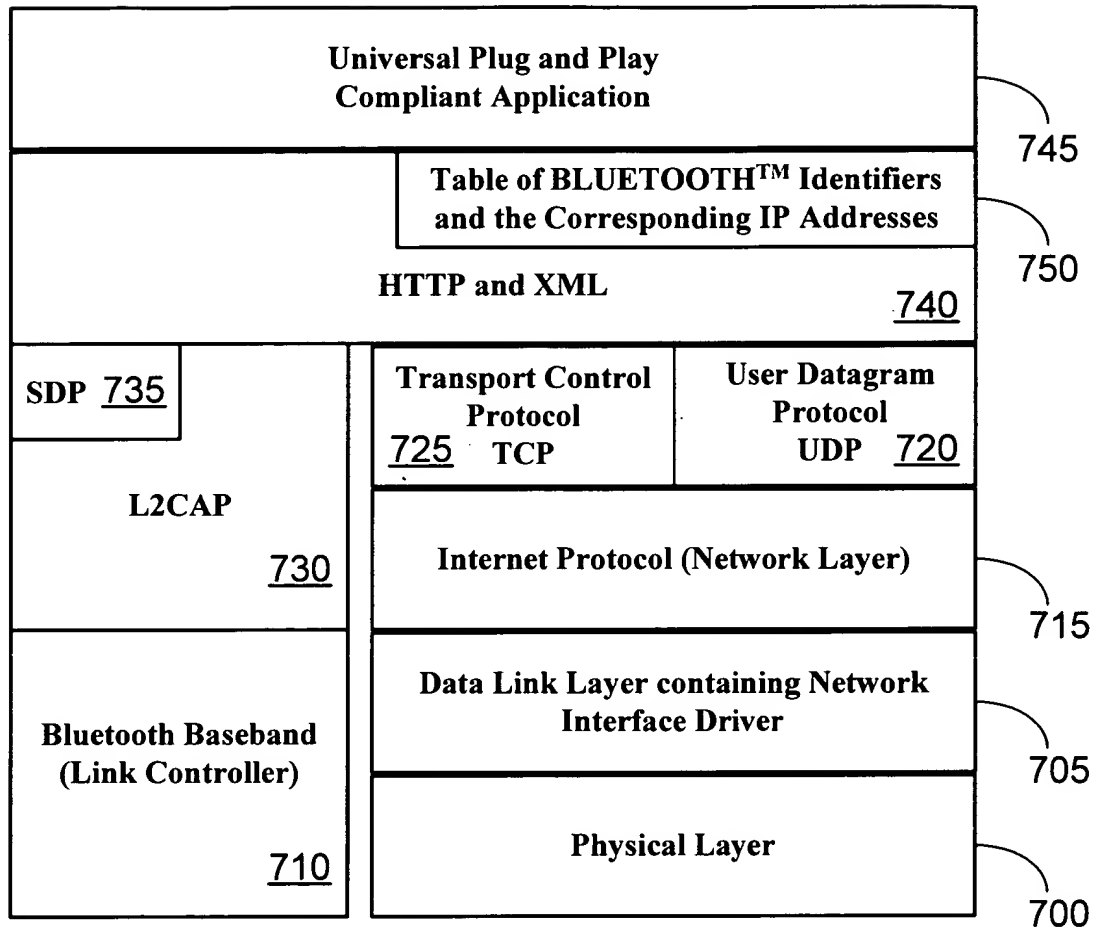 Universal Plug and Play
Compliant Application
745
Table of BLUETOOTH™ Identifiers
and the Corresponding IP Addresses
750
HTTP and XML
740
SDP 735
Transport Control
Protocol
725 TCP
User Datagram
Protocol
UDP 720
L2CAP
730
Internet Protocol (Network Layer)
715
Data Link Layer containing Network
Interface Driver
705
Bluetooth Baseband
(Link Controller)
710
Physical Layer
700